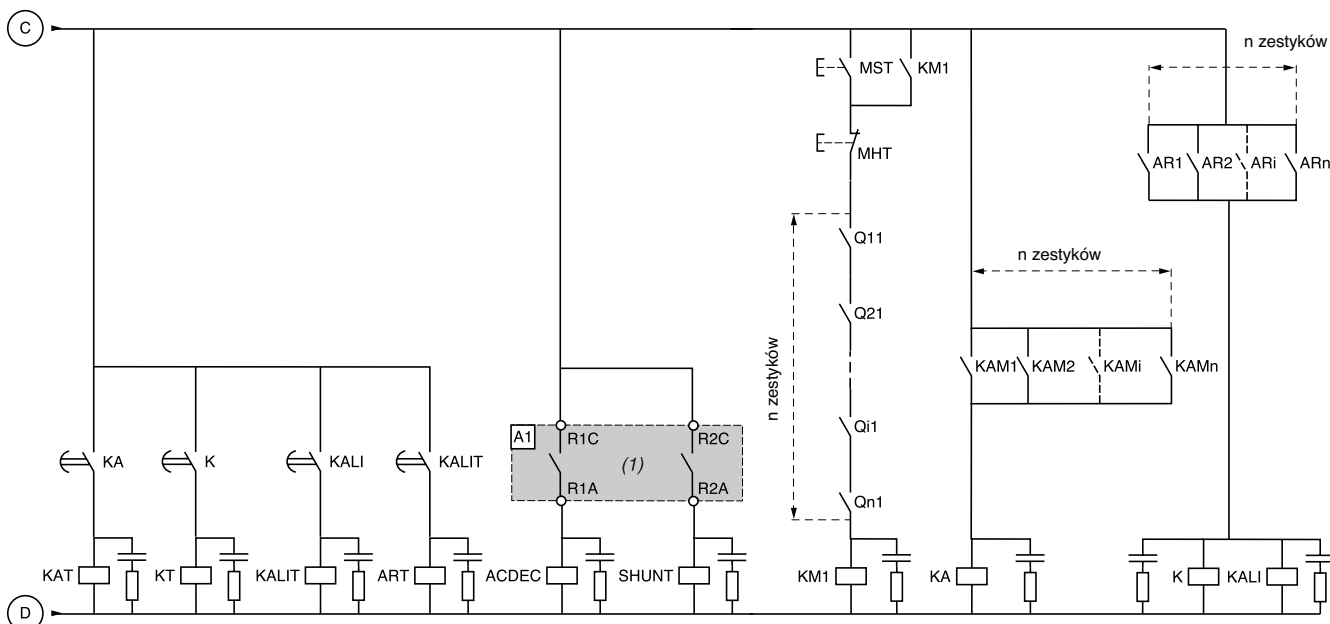 C
n zestyków
MST
KM1
MHT
AR1
AR2
ARi
ARn
Q11
n zestyków
Q21
n zestyków
KAM1
KAM2
KAMi
KAMn
A1
R1C
R2C
Qi1
KA
K
KALI
KALIT
(1)
R1A
R2A
Qn1
KAT
KT
KALIT
ART
ACDEC
SHUNT
KM1
KA
K
KALI
D